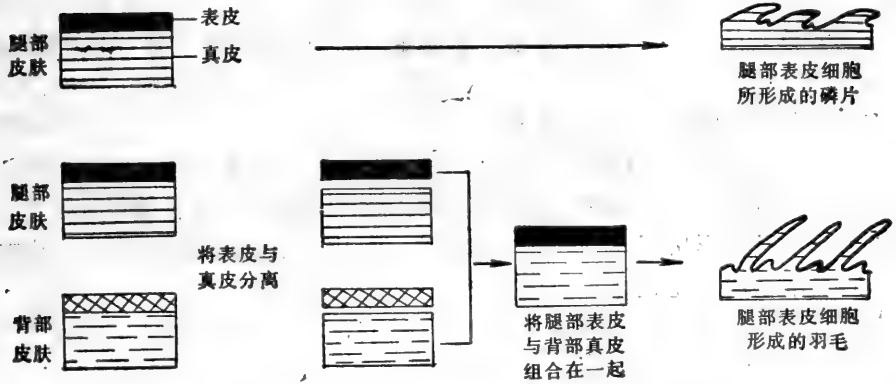 表皮
真皮
腿部
皮肤
腿部表皮细胞
所形成的磷片
腿部
皮肤
将表皮与
真皮分离
背部
皮肤
将腿部表皮
与背部真皮
组合在一起
腿部表皮细胞
形成的羽毛